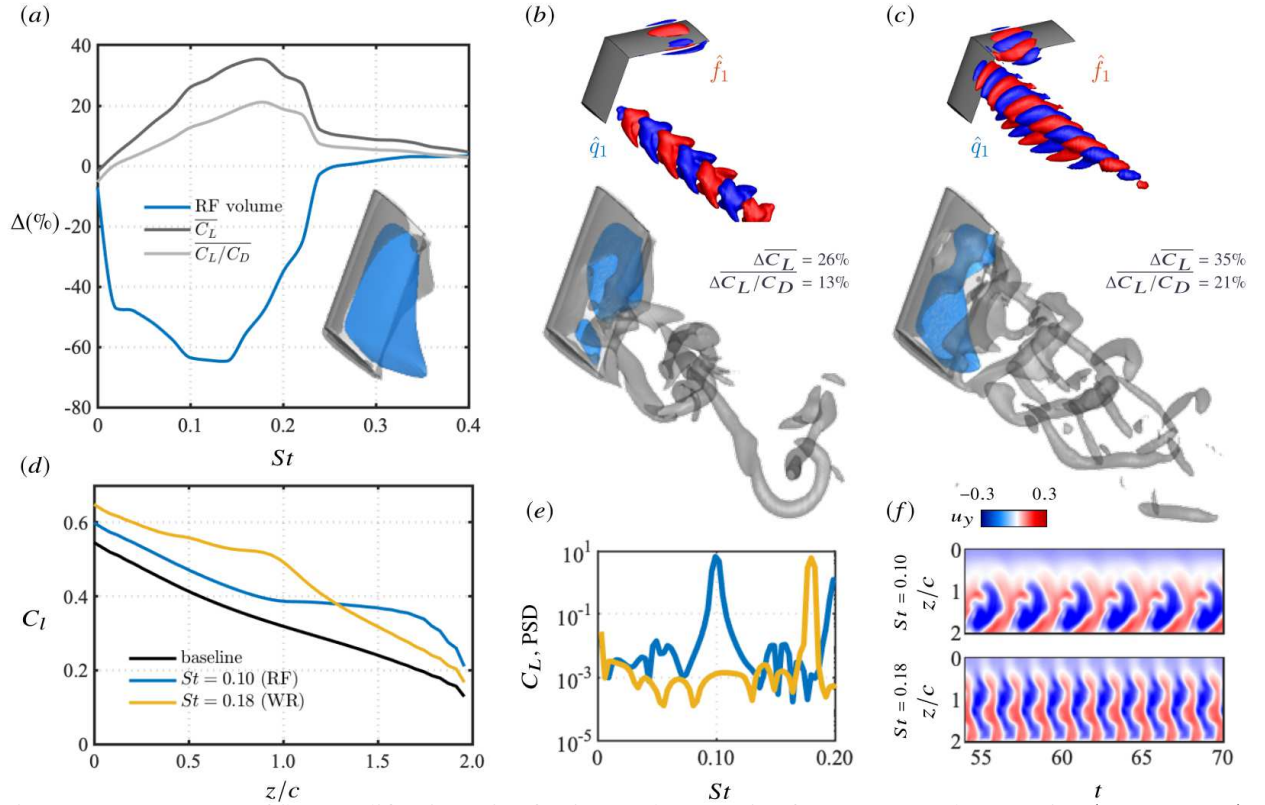 (a)
40
20
0
-20
-40
-60
-80
Δ(%)
RF volume
C_L
C_L/C_D
0 0.1 0.2 0.3 0.4
St
(b)
f̂_1
q̂_1
ΔC_L = 26%
ΔC_L/C_D = 13%
(c)
f̂_1
q̂_1
ΔC_L = 35%
ΔC_L/C_D = 21%
(d)
0.6
0.4
0.2
0
C_l
baseline
St = 0.10 (RF)
St = 0.18 (WR)
0 0.5 1.0 1.5 2.0
z/c
(e)
10^1
10^-1
10^-3
10^-5
C_L, PSD
0 0.10 0.20
St
(f)
-0.3 0.3
u_y
St = 0.10
z/c
0
1
2
St = 0.18
z/c
0
1
2
55 60 65 70
t